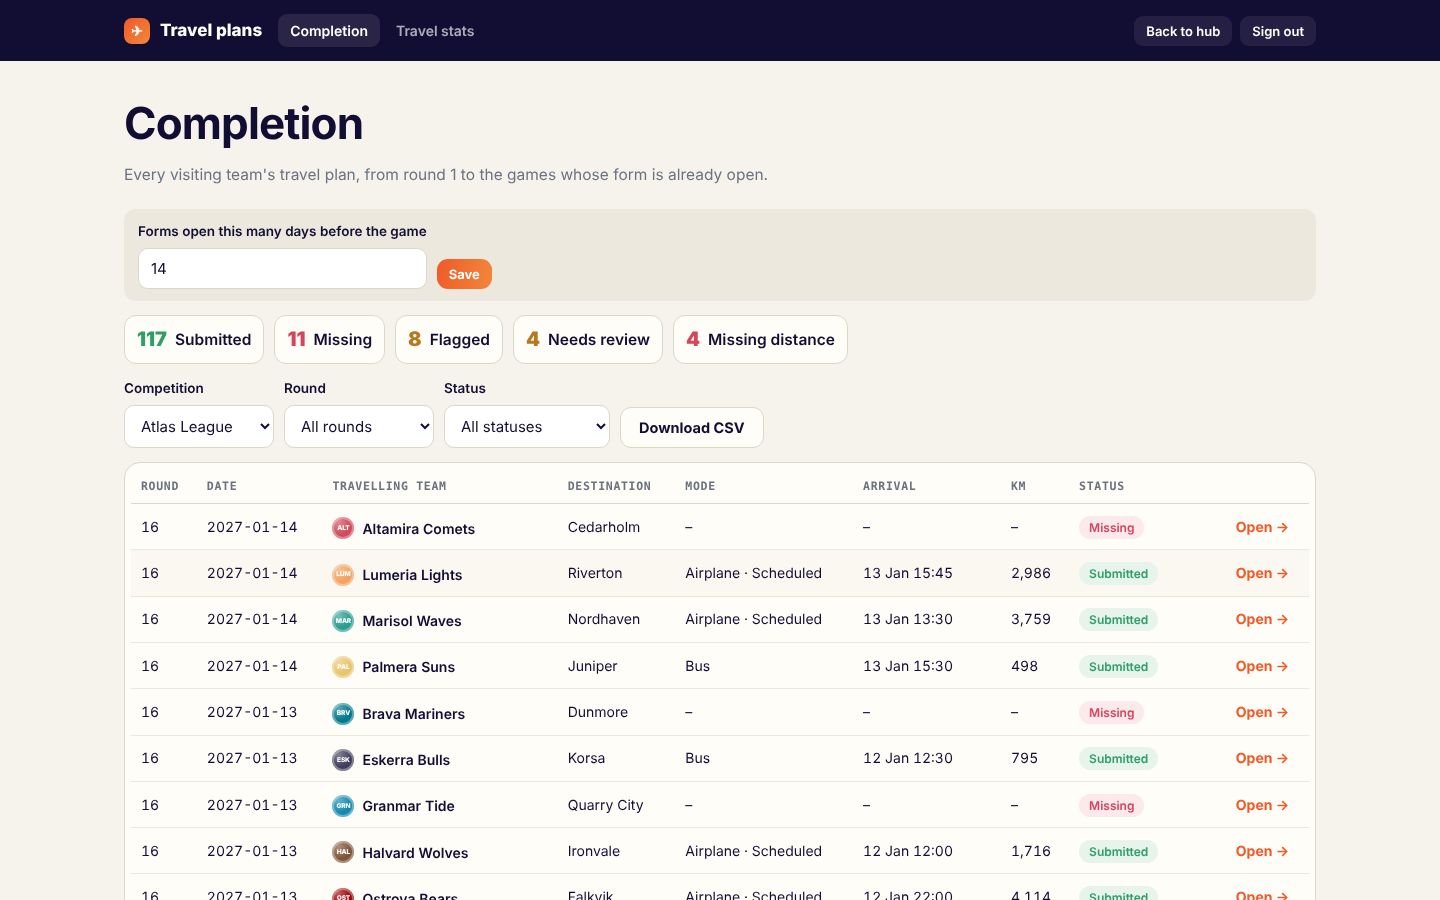 Travel plans Completion Travel stats Back to hub Sign out
Completion
Every visiting team's travel plan, from round 1 to the games whose form is already open.
Forms open this many days before the game
14 Save
117 Submitted 11 Missing 8 Flagged 4 Needs review 4 Missing distance
Competition Round Status
Atlas League All rounds All statuses Download CSV
ROUND DATE TRAVELLING TEAM DESTINATION MODE ARRIVAL KM STATUS
16 2027-01-14 ALT Altamira Comets Cedarholm – – – Missing Open →
16 2027-01-14 LUM Lumeria Lights Riverton Airplane · Scheduled 13 Jan 15:45 2,986 Submitted Open →
16 2027-01-14 MAR Marisol Waves Nordhaven Airplane · Scheduled 13 Jan 13:30 3,759 Submitted Open →
16 2027-01-14 PAL Palmera Suns Juniper Bus 13 Jan 15:30 498 Submitted Open →
16 2027-01-13 BRV Brava Mariners Dunmore – – – Missing Open →
16 2027-01-13 ESK Eskerra Bulls Korsa Bus 12 Jan 12:30 795 Submitted Open →
16 2027-01-13 GRN Granmar Tide Quarry City – – – Missing Open →
16 2027-01-13 HAL Halvard Wolves Ironvale Airplane · Scheduled 12 Jan 12:00 1,716 Submitted Open →
16 2027-01-13 OST Ostrova Bears Falkvik Airplane · Scheduled 12 Jan 22:00 4,114 Submitted Open →